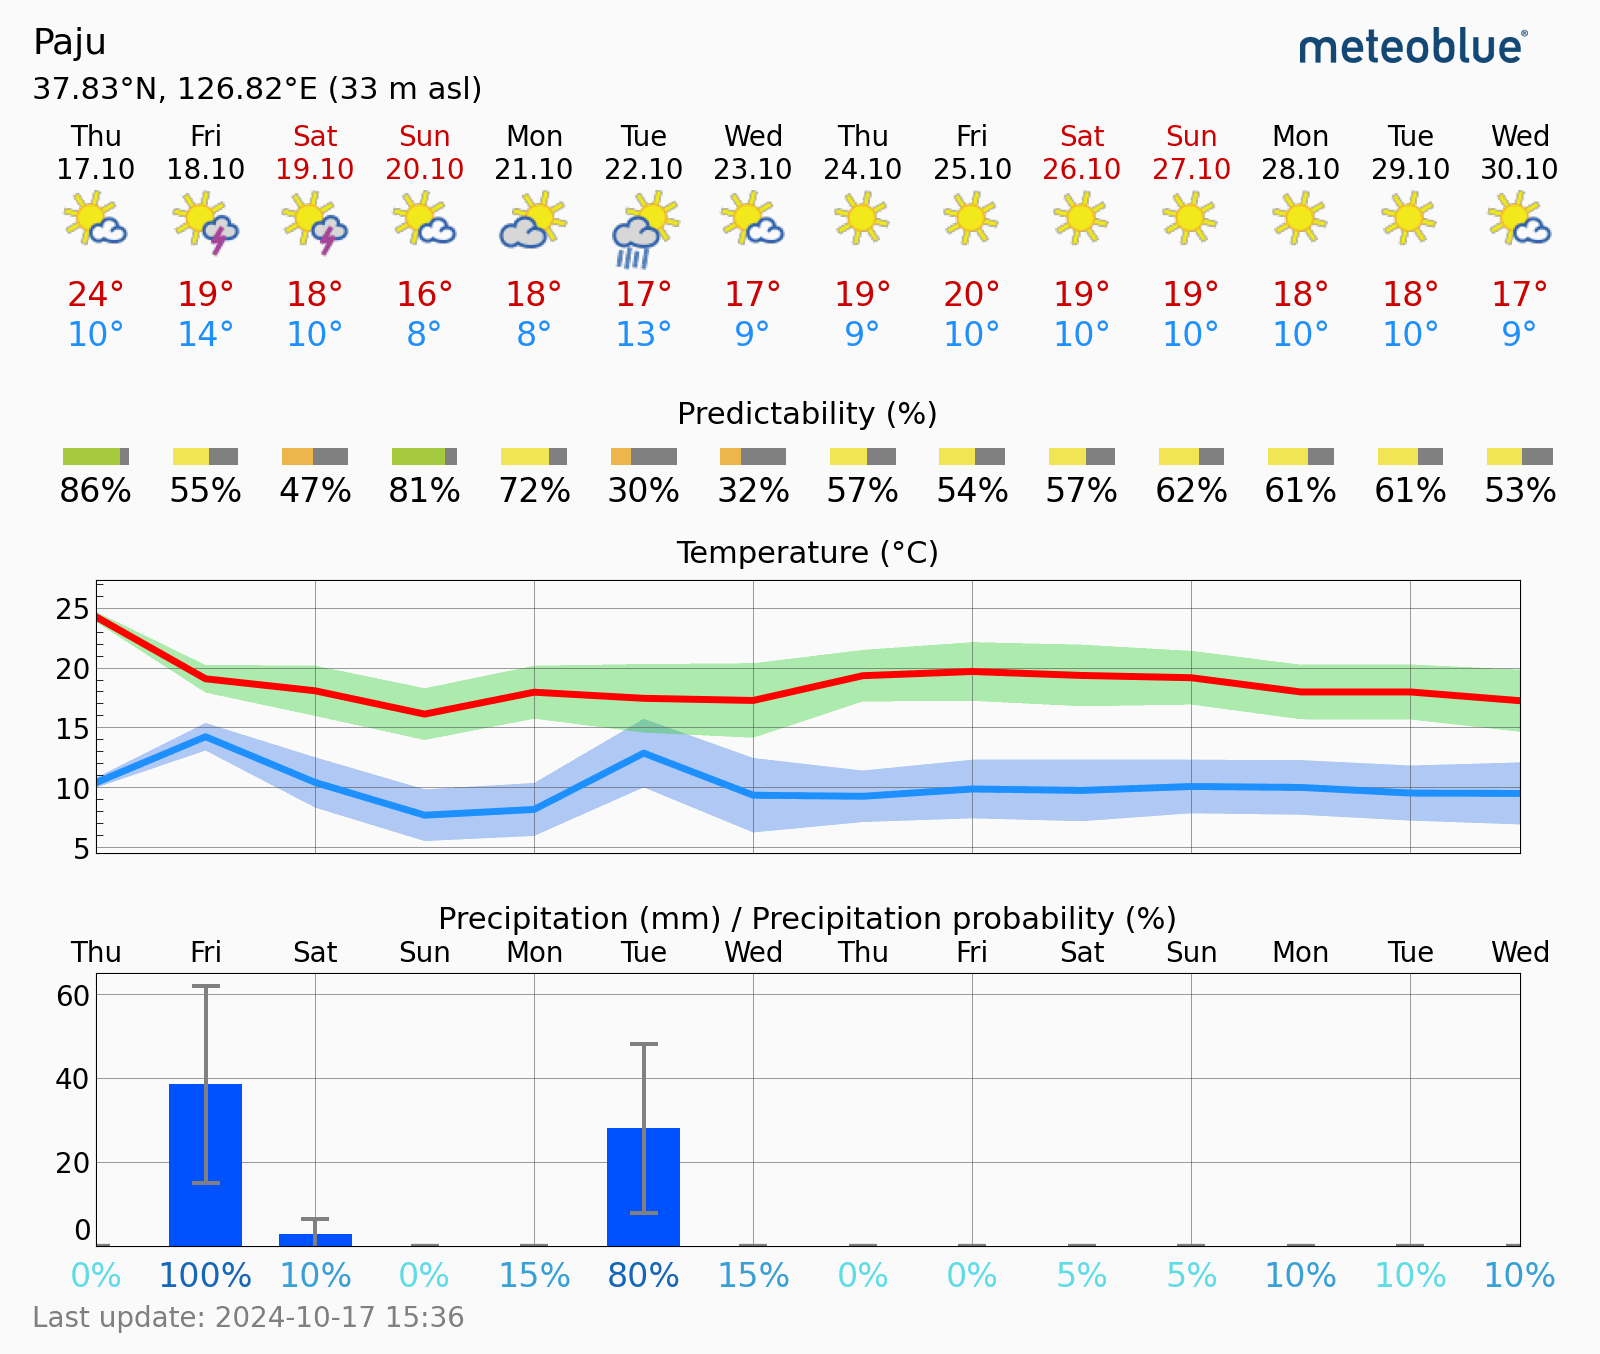 Paju
meteoblue®
37.83°N, 126.82°E (33 m asl)
Thu Fri Sat Sun Mon Tue Wed Thu Fri Sat Sun Mon Tue Wed
17.10 18.10 19.10 20.10 21.10 22.10 23.10 24.10 25.10 26.10 27.10 28.10 29.10 30.10
24° 19° 18° 16° 18° 17° 17° 19° 20° 19° 19° 18° 18° 17°
10° 14° 10° 8° 8° 13° 9° 9° 10° 10° 10° 10° 10° 9°
Predictability (%)
86% 55% 47% 81% 72% 30% 32% 57% 54% 57% 62% 61% 61% 53%
Temperature (°C)
25
20
15
10
5
Precipitation (mm) / Precipitation probability (%)
Thu Fri Sat Sun Mon Tue Wed Thu Fri Sat Sun Mon Tue Wed
60
40
20
0
0% 100% 10% 0% 15% 80% 15% 0% 0% 5% 5% 10% 10% 10%
Last update: 2024-10-17 15:36